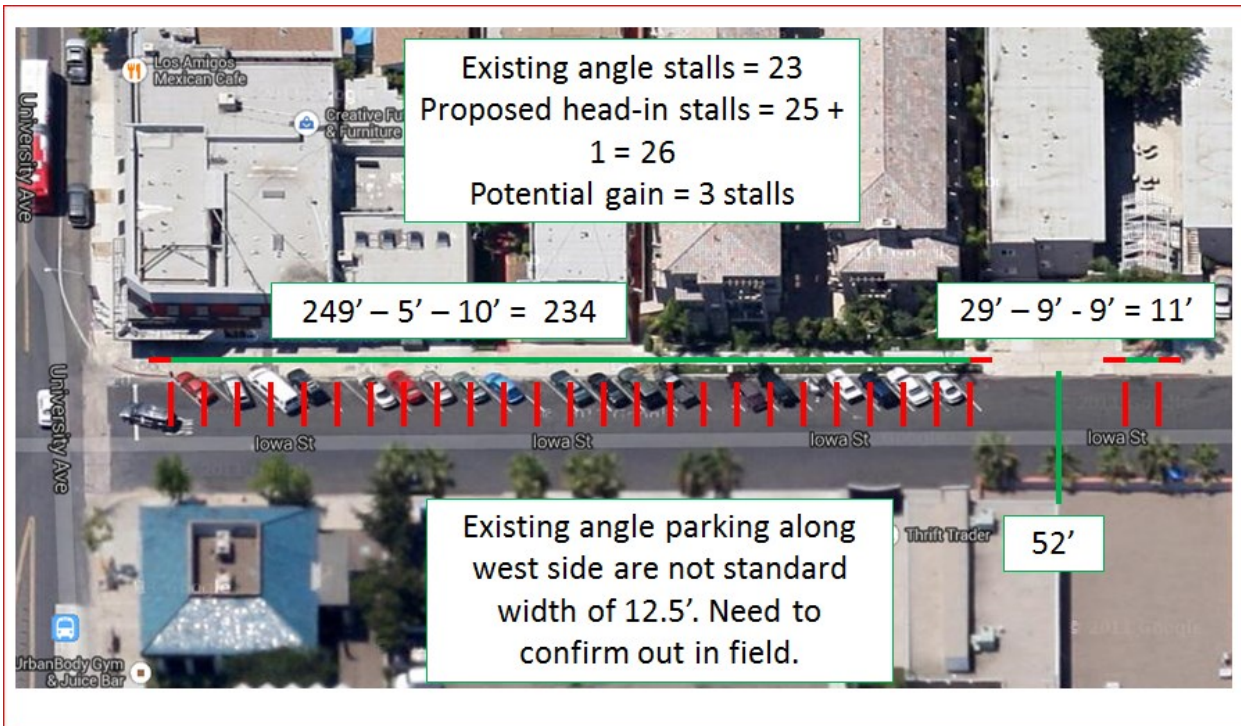 Existing angle stalls = 23
Proposed head-in stalls = 25 +
1 = 26
Potential gain = 3 stalls
Los Amigos
Mexican Cafe
Creative Fu
& Furniture
University Ave
249’ – 5’ – 10’ = 234
29’ – 9’ - 9’ = 11’
University Ave
Iowa St
Iowa St
Iowa St
Iowa St
Existing angle parking along
west side are not standard
width of 12.5’. Need to
confirm out in field.
Thrift Trader
52’
UrbanBody Gym
& Juice Bar